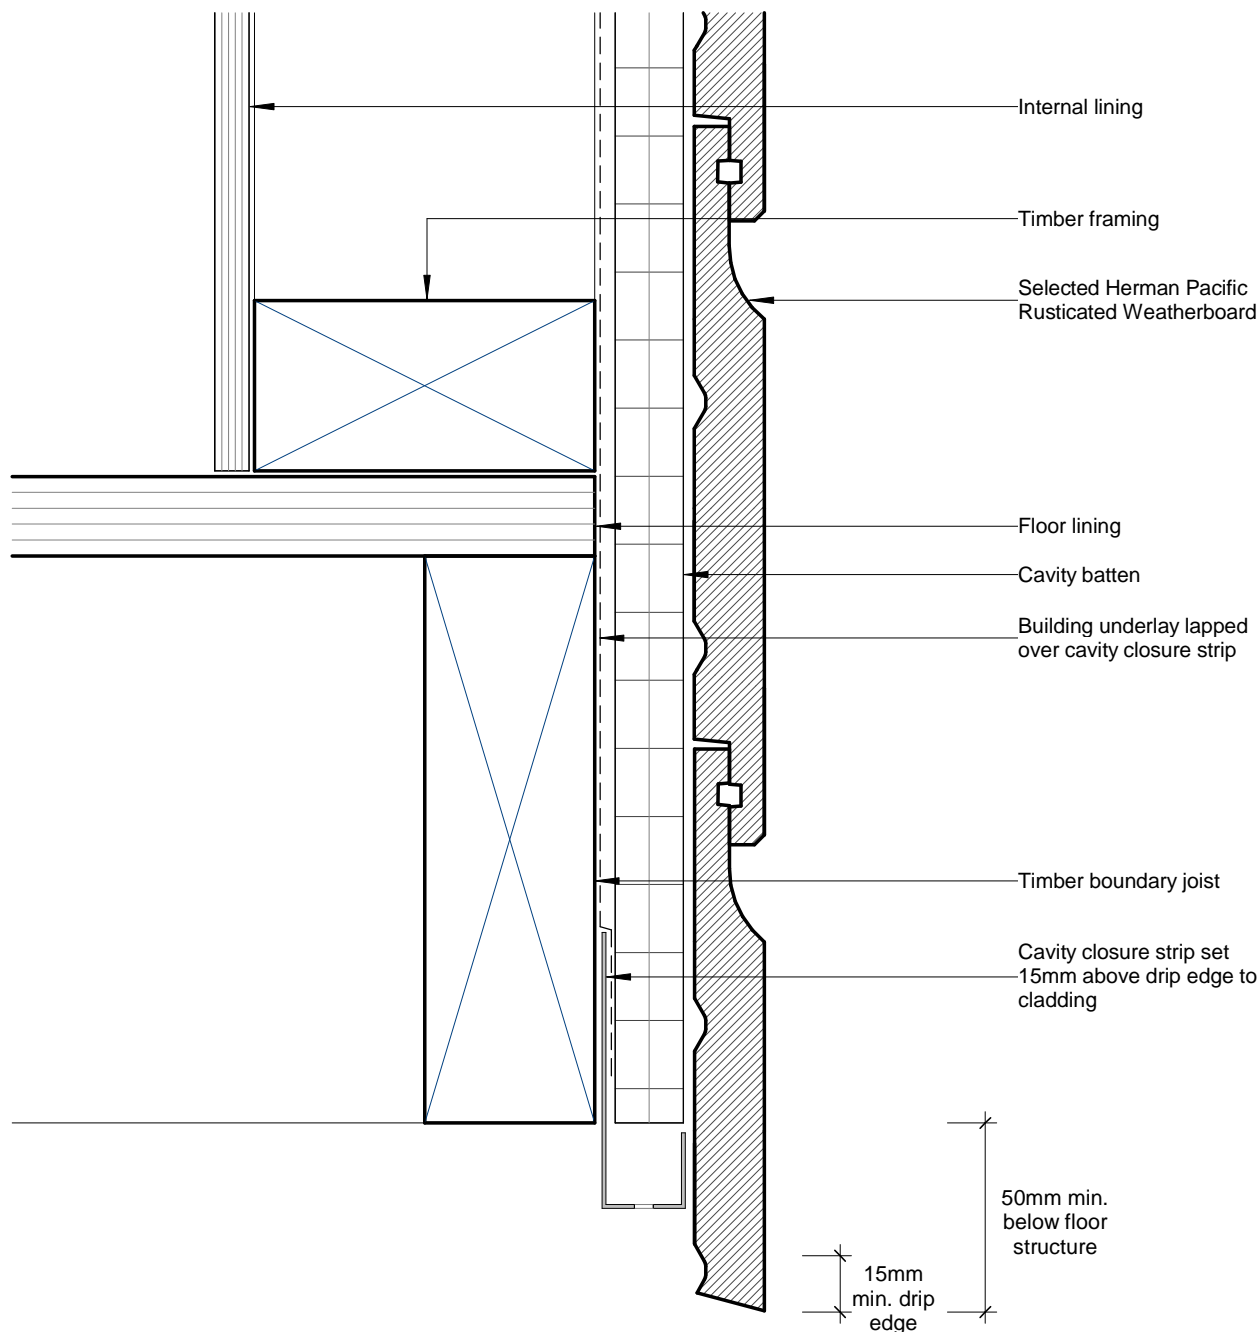 Internal lining
Timber framing
Selected Herman Pacific
Rusticated Weatherboard
Floor lining
Cavity batten
Building underlay lapped
over cavity closure strip
Timber boundary joist
Cavity closure strip set
15mm above drip edge to
cladding
50mm min.
below floor
structure
15mm
min. drip
edge